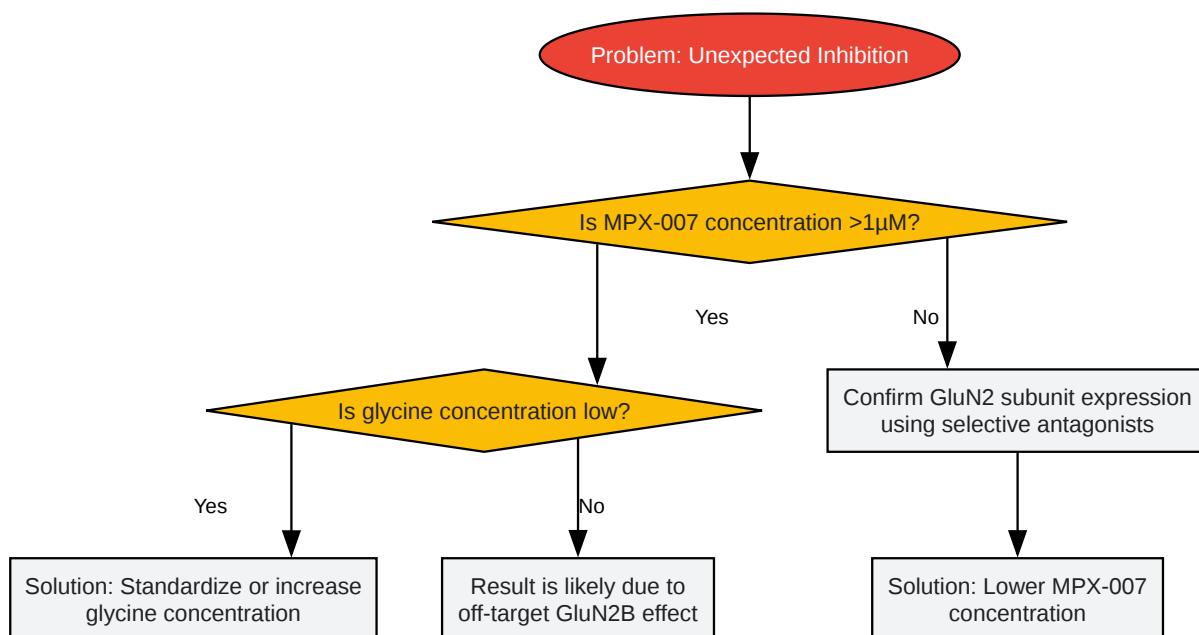 Problem: Unexpected Inhibition
Is MPX-007 concentration >1µM?
Yes
No
Is glycine concentration low?
Confirm GluN2 subunit expression
using selective antagonists
Yes
No
Solution: Standardize or increase
glycine concentration
Result is likely due to
off-target GluN2B effect
Solution: Lower MPX-007
concentration